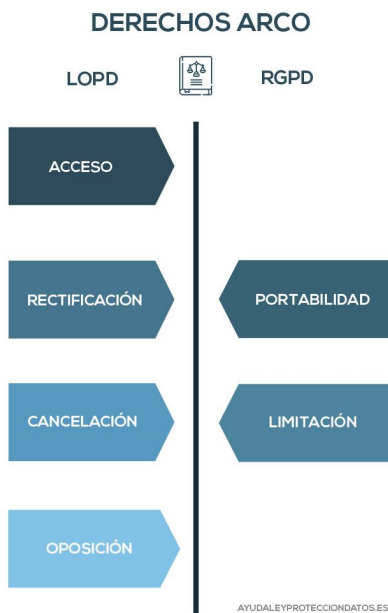 DERECHOS ARCO
LOPD
RGPD
ACCESO
RECTIFICACIÓN
PORTABILIDAD
CANCELACIÓN
LIMITACIÓN
OPOSICIÓN
AYUDALEYPROTECCIONDATOS.ES